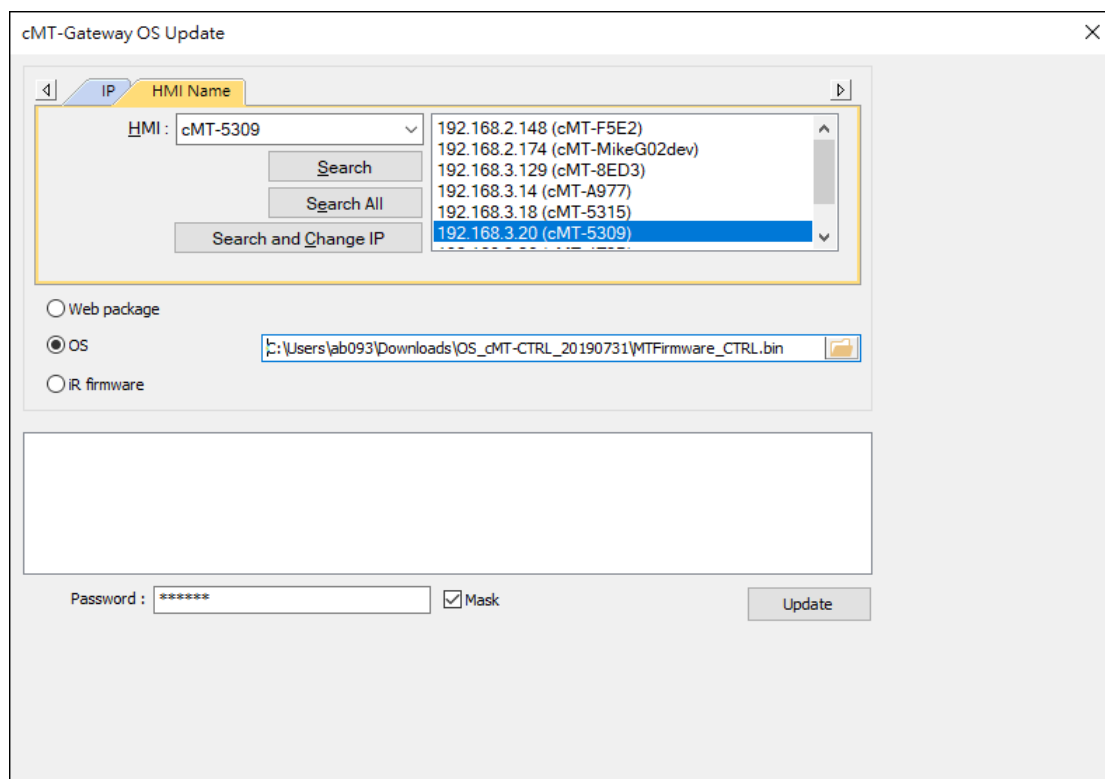 cMT-Gateway OS Update
IP
HMI Name
HMI : cMT-5309
Search
Search All
Search and Change IP
192.168.2.148 (cMT-F5E2)
192.168.2.174 (cMT-MikeG02dev)
192.168.3.129 (cMT-8ED3)
192.168.3.14 (cMT-A977)
192.168.3.18 (cMT-5315)
192.168.3.20 (cMT-5309)
Web package
OS C:\Users\ab093\Downloads\OS_cMT-CTRL_20190731\MTFirmware_CTRL.bin
iR firmware
Password : ******
Mask
Update